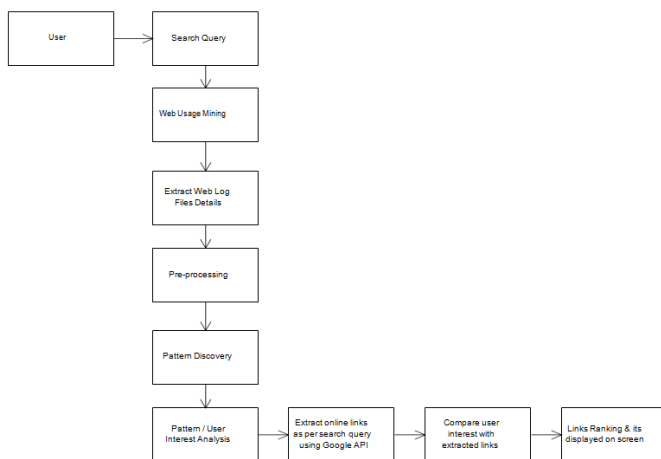 User
Search Query
Web Usage Mining
Extract Web Log
Files Details
Pre-processing
Pattern Discovery
Pattern / User
Interest Analysis
Extract online links
as per search query
using Google API
Compare user
interest with
extracted links
Links Ranking & its
displayed on screen